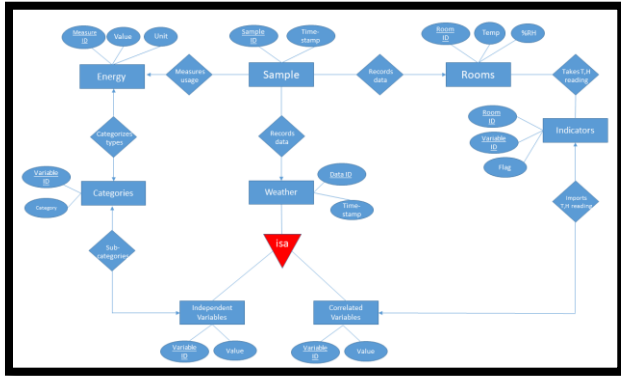 Measure
ID
Value
Unit
Sample
ID
Time-
stamp
Room
ID
Temp
%RH
Energy
Measures
usage
Sample
Records
data
Rooms
Takes T,H
reading
Room
ID
Variable
ID
Flag
Indicators
Categorizes
types
Records
data
Variable
ID
Category
Categories
Weather
Data ID
Time-
stamp
Imports
T,H reading
Sub-
categories
isa
Independent
Variables
Correlated
Variables
Variable
ID
Value
Variable
ID
Value